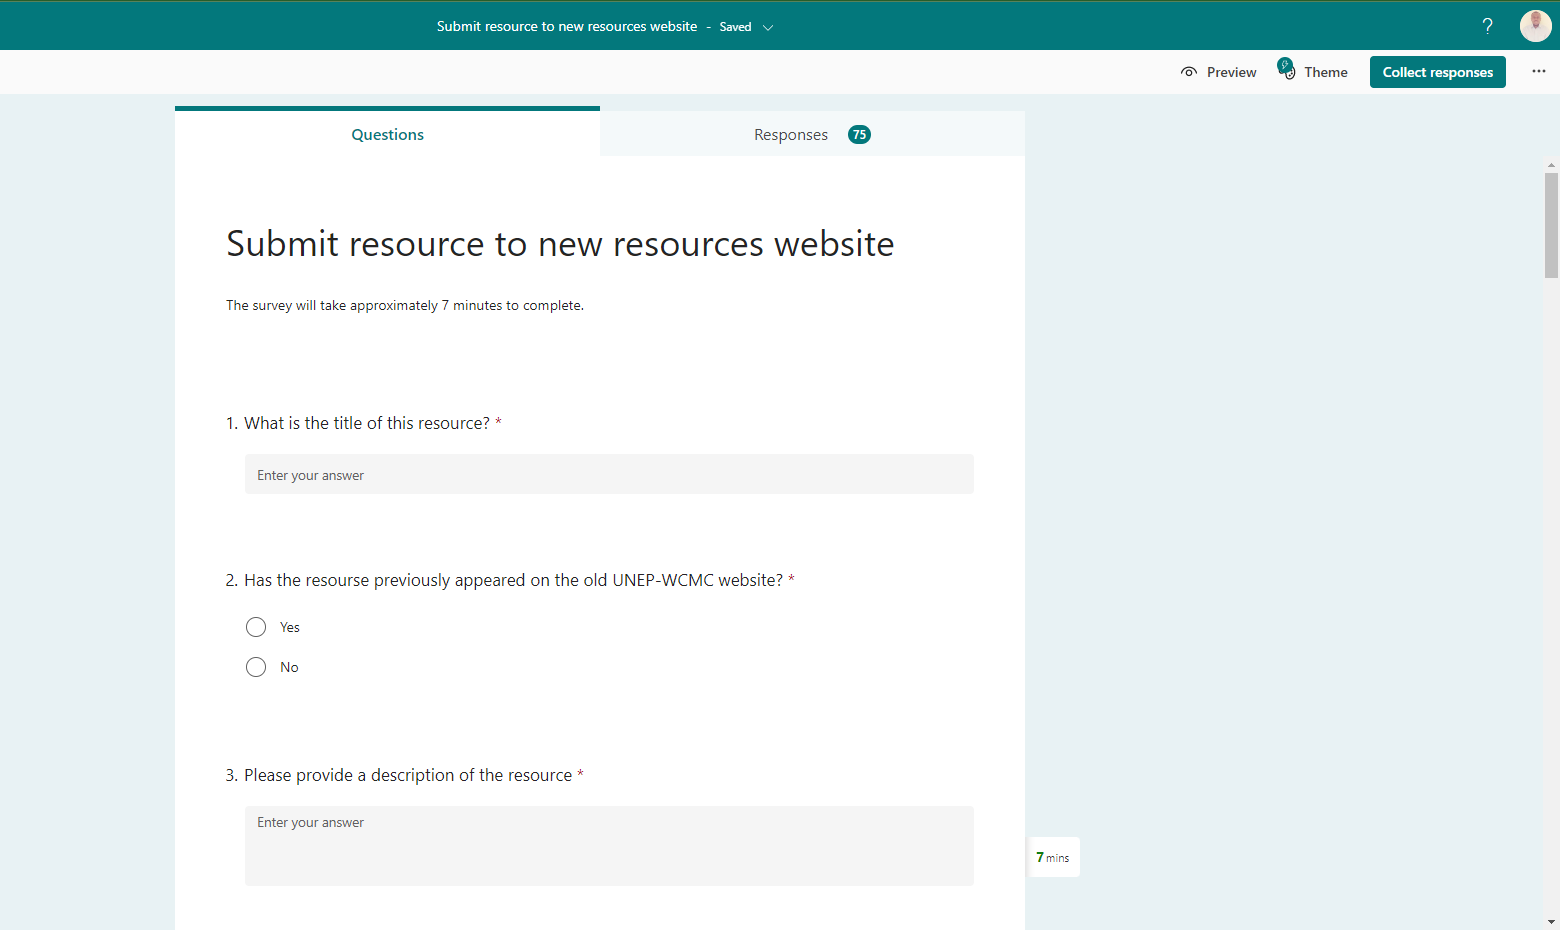 Submit resource to new resources website - Saved
?
Preview
Theme
Collect responses
Questions
Responses 75
Submit resource to new resources website
The survey will take approximately 7 minutes to complete.
1. What is the title of this resource? *
Enter your answer
2. Has the resourse previously appeared on the old UNEP-WCMC website? *
Yes
No
3. Please provide a description of the resource *
Enter your answer
7 mins